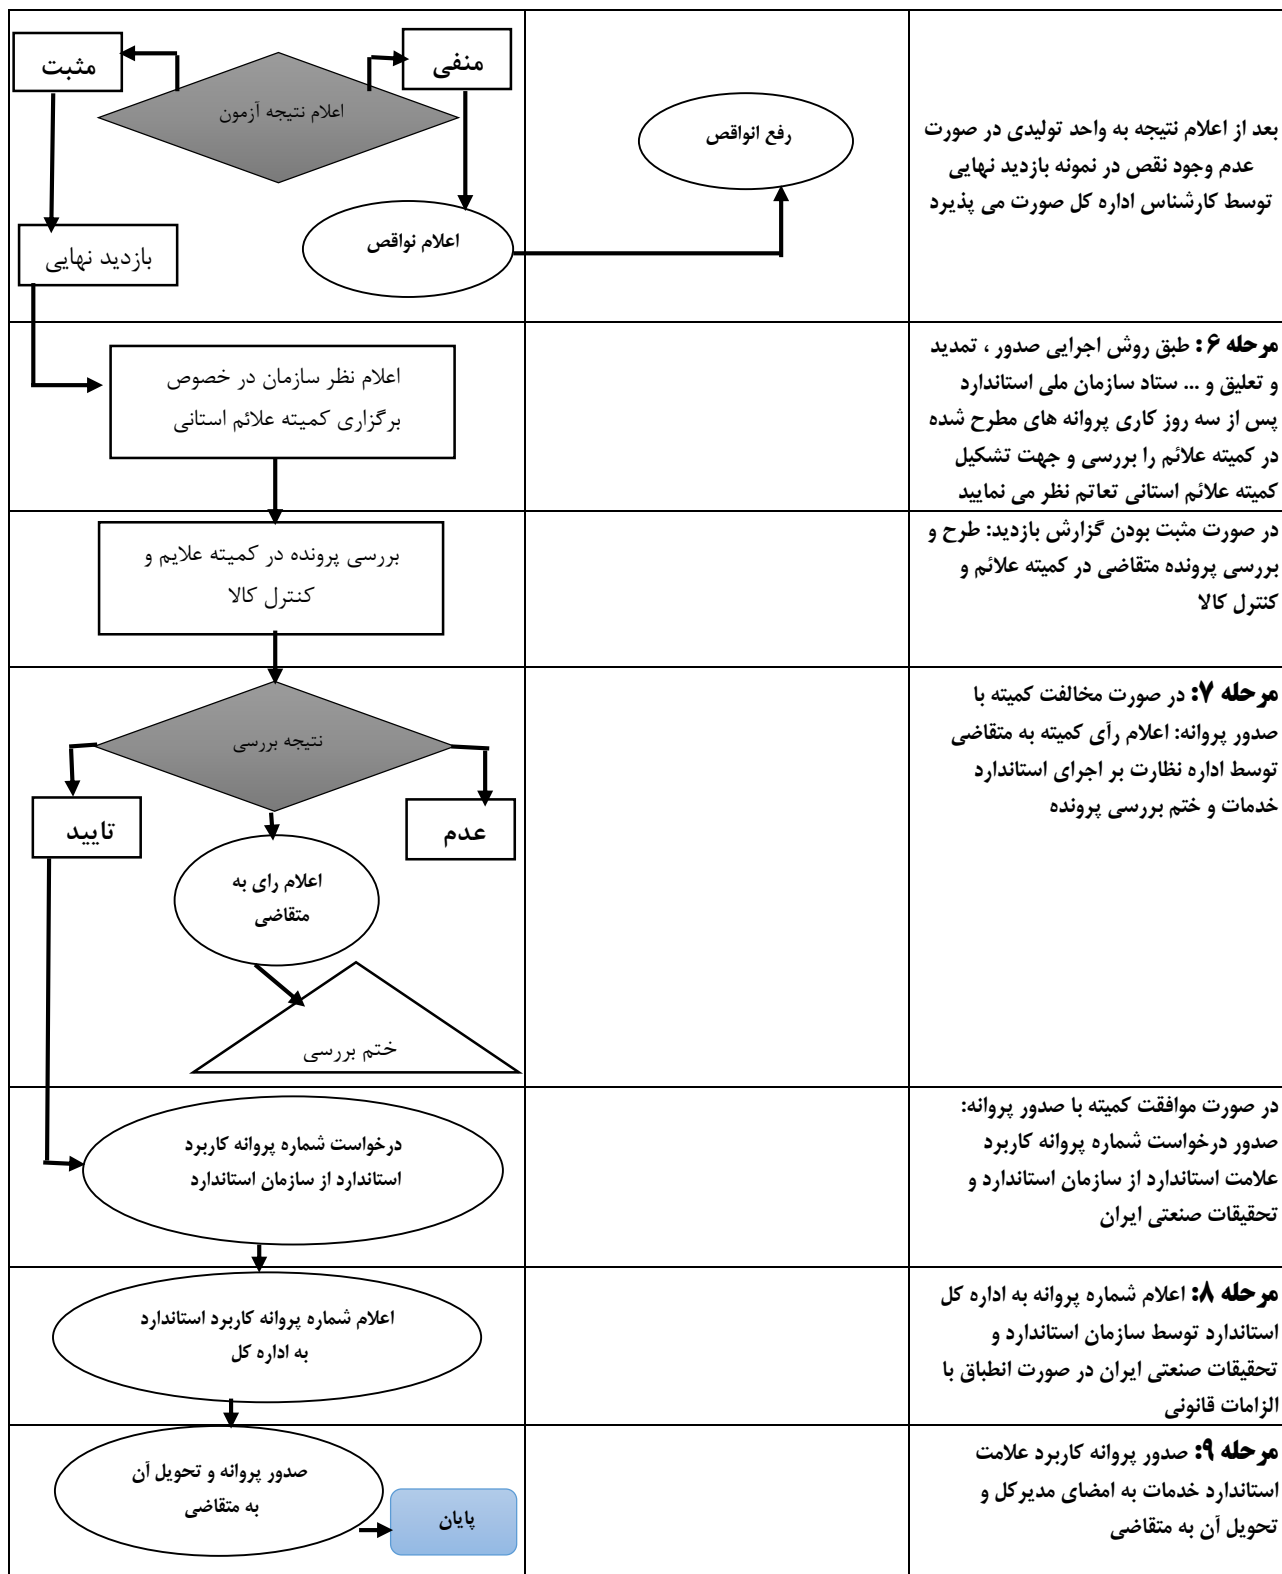 بعد از اعلام نتیجه به واحد تولیدی در صورت
عدم وجود نقص در نمونه بازدید نهایی
توسط کارشناس اداره کل صورت می پذیرد
رفع انواقص
منفی
مثبت
اعلام نتیجه آزمون
اعلام نواقص
بازدید نهایی
مرحله ۶: طبق روش اجرایی صدور ، تمدید
و تعلیق و ... ستاد سازمان ملی استاندارد
پس از سه روز کاری پروانه های مطرح شده
در کمیته علائم را بررسی و جهت تشکیل
کمیته علائم استانی تعاتم نظر می نمایید
اعلام نظر سازمان در خصوص
برگزاری کمیته علائم استانی
در صورت مثبت بودن گزارش بازدید: طرح و
بررسی پرونده متقاضی در کمیته علائم و
کنترل کالا
بررسی پرونده در کمیته علایم و
کنترل کالا
مرحله ۷: در صورت مخالفت کمیته با
صدور پروانه: اعلام رآی کمیته به متقاضی
توسط اداره نظارت بر اجرای استاندارد
خدمات و ختم بررسی پرونده
نتیجه بررسی
عدم
تایید
اعلام رای به
متقاضی
ختم بررسی
در صورت موافقت کمیته با صدور پروانه:
صدور درخواست شماره پروانه کاربرد
علامت استاندارد از سازمان استاندارد و
تحقیقات صنعتی ایران
درخواست شماره پروانه کاربرد
استاندارد از سازمان استاندارد
مرحله ۸: اعلام شماره پروانه به اداره کل
استاندارد توسط سازمان استاندارد و
تحقیقات صنعتی ایران در صورت انطباق با
الزامات قانونی
اعلام شماره پروانه کاربرد استاندارد
به اداره کل
مرحله ۹: صدور پروانه کاربرد علامت
استاندارد خدمات به امضای مدیرکل و
تحویل آن به متقاضی
صدور پروانه و تحویل آن
به متقاضی
پایان